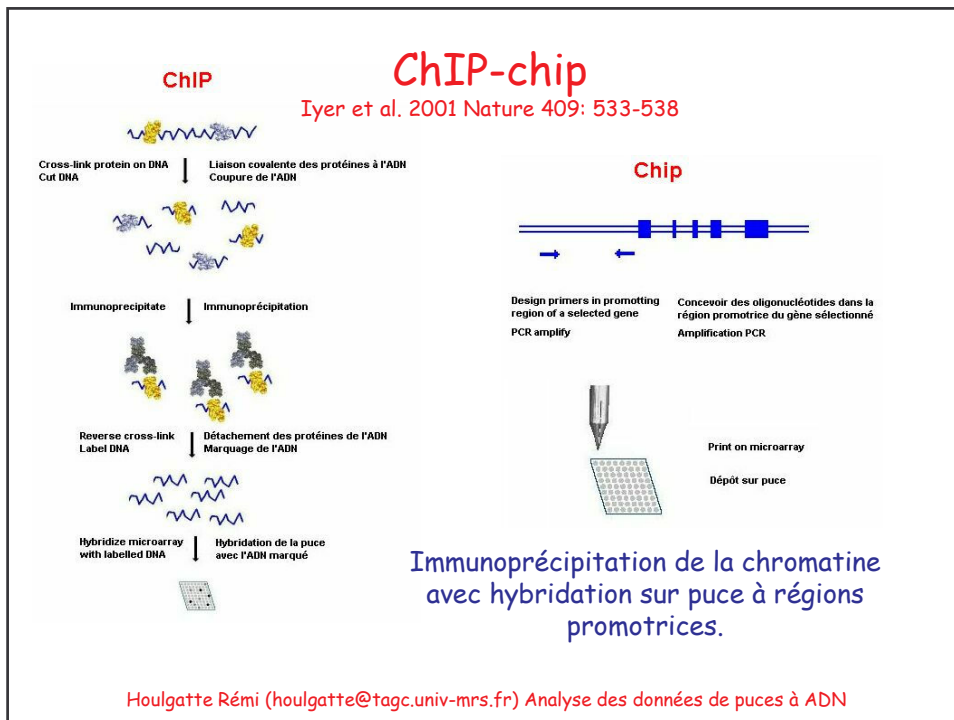 ChIP-chip
Iyer et al. 2001 Nature 409: 533-538
ChIP
Cross-link protein on DNA
Cut DNA
Liaison covalente des protéines à l'ADN
Coupure de l'ADN
Immunoprecipitate
Immunoprécipitation
Reverse cross-link
Label DNA
Détachement des protéines de l'ADN
Marquage de l'ADN
Hybridize microarray
with labelled DNA
Hybridation de la puce
avec l'ADN marqué
Chip
Design primers in promotting
region of a selected gene
PCR amplify
Concevoir des oligonucléotides dans la
région promotrice du gène sélectionné
Amplification PCR
Print on microarray
Dépôt sur puce
Immunoprécipitation de la chromatine
avec hybridation sur puce à régions
promotrices.
Houlgatte Rémi (houlgatte@tagc.univ-mrs.fr) Analyse des données de puces à ADN